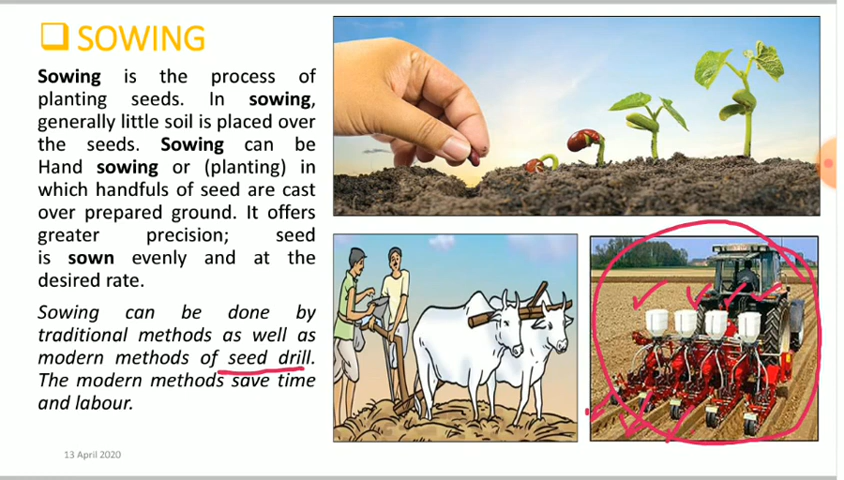 SOWING
Sowing is the process of
planting seeds. In sowing,
generally little soil is placed over
the seeds. Sowing can be
Hand sowing or (planting) in
which handfuls of seed are cast
over prepared ground. It offers
greater precision; seed
is sown evenly and at the
desired rate.
Sowing can be done by
traditional methods as well as
modern methods of seed drill.
The modern methods save time
and labour.
13 April 2020